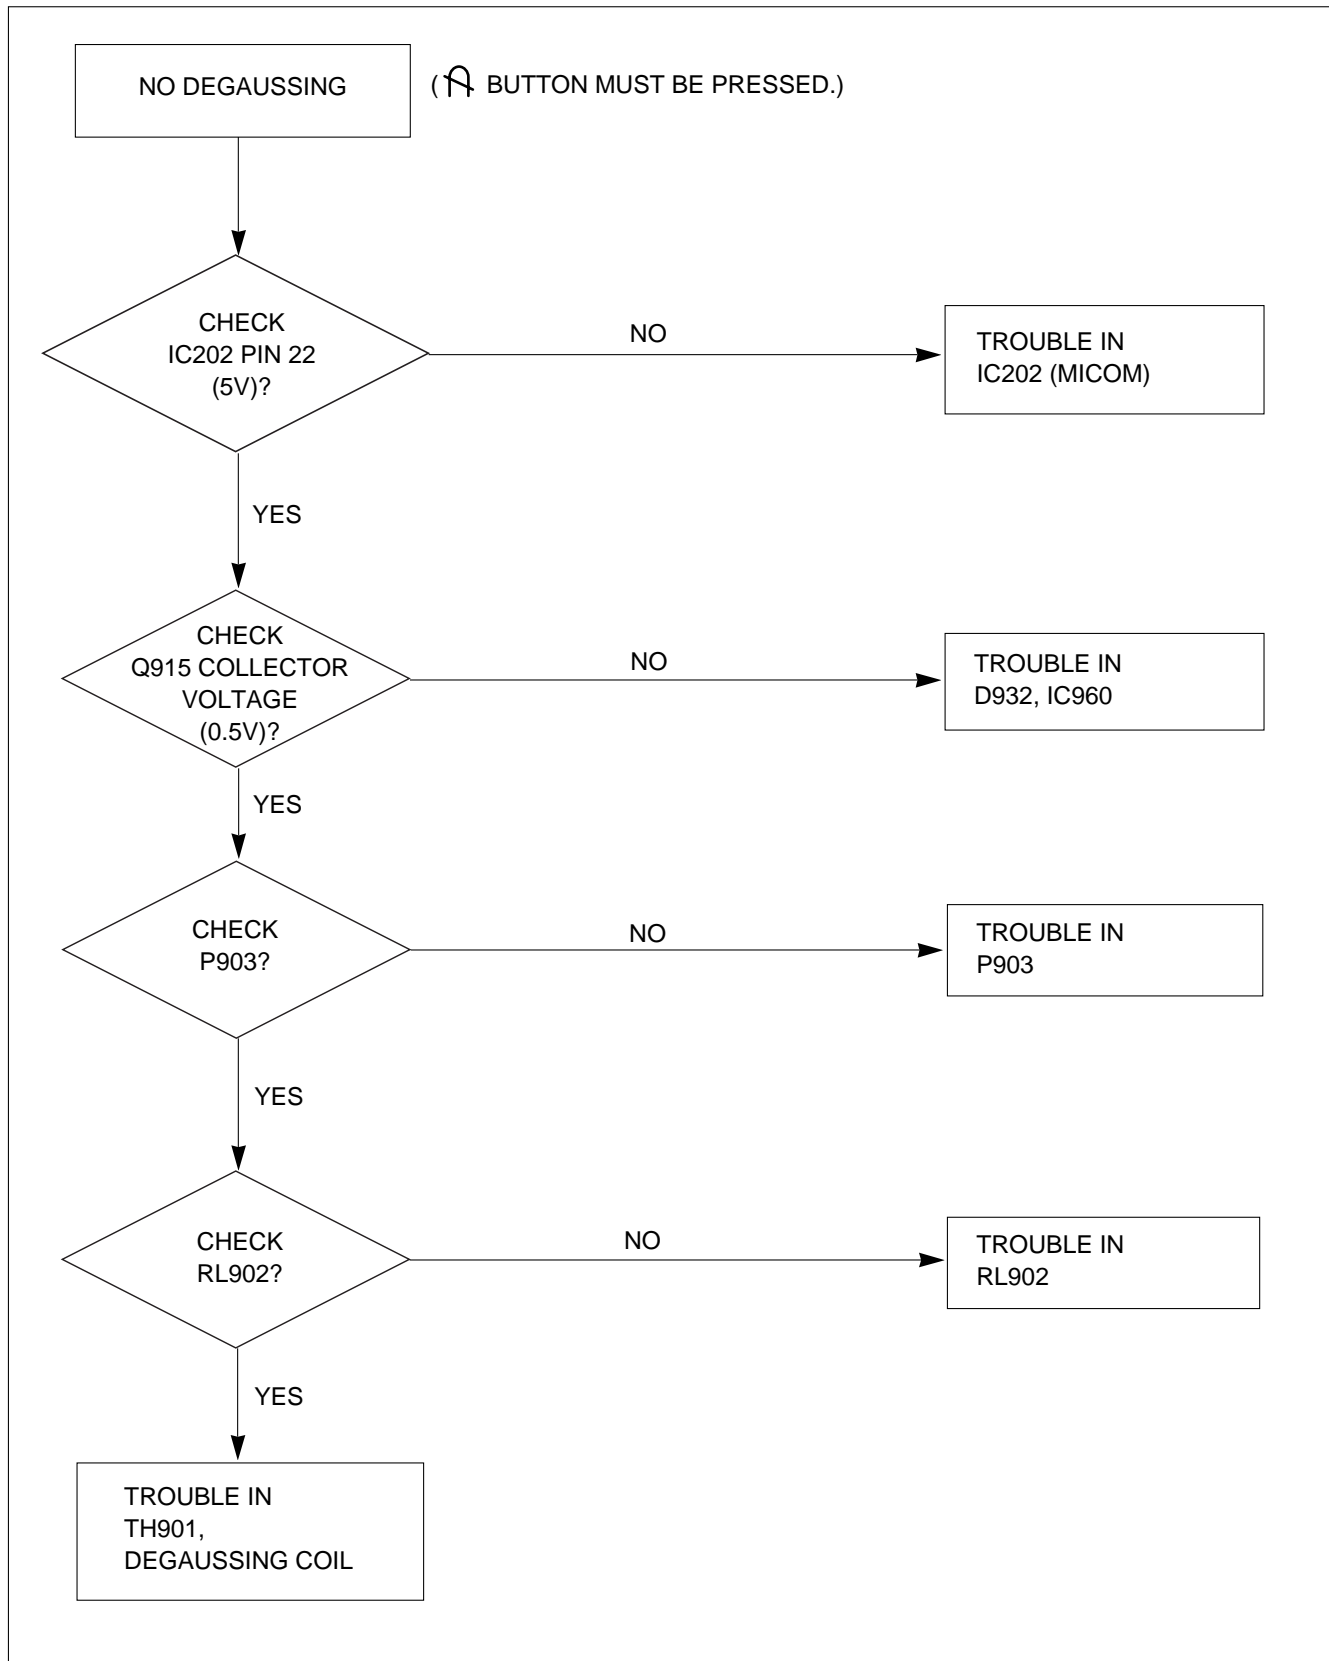 NO DEGAUSSING
( BUTTON MUST BE PRESSED.)
CHECK
IC202 PIN 22
(5V)?
NO
TROUBLE IN
IC202 (MICOM)
YES
CHECK
Q915 COLLECTOR
VOLTAGE
(0.5V)?
NO
TROUBLE IN
D932, IC960
YES
CHECK
P903?
NO
TROUBLE IN
P903
YES
CHECK
RL902?
NO
TROUBLE IN
RL902
YES
TROUBLE IN
TH901,
DEGAUSSING COIL